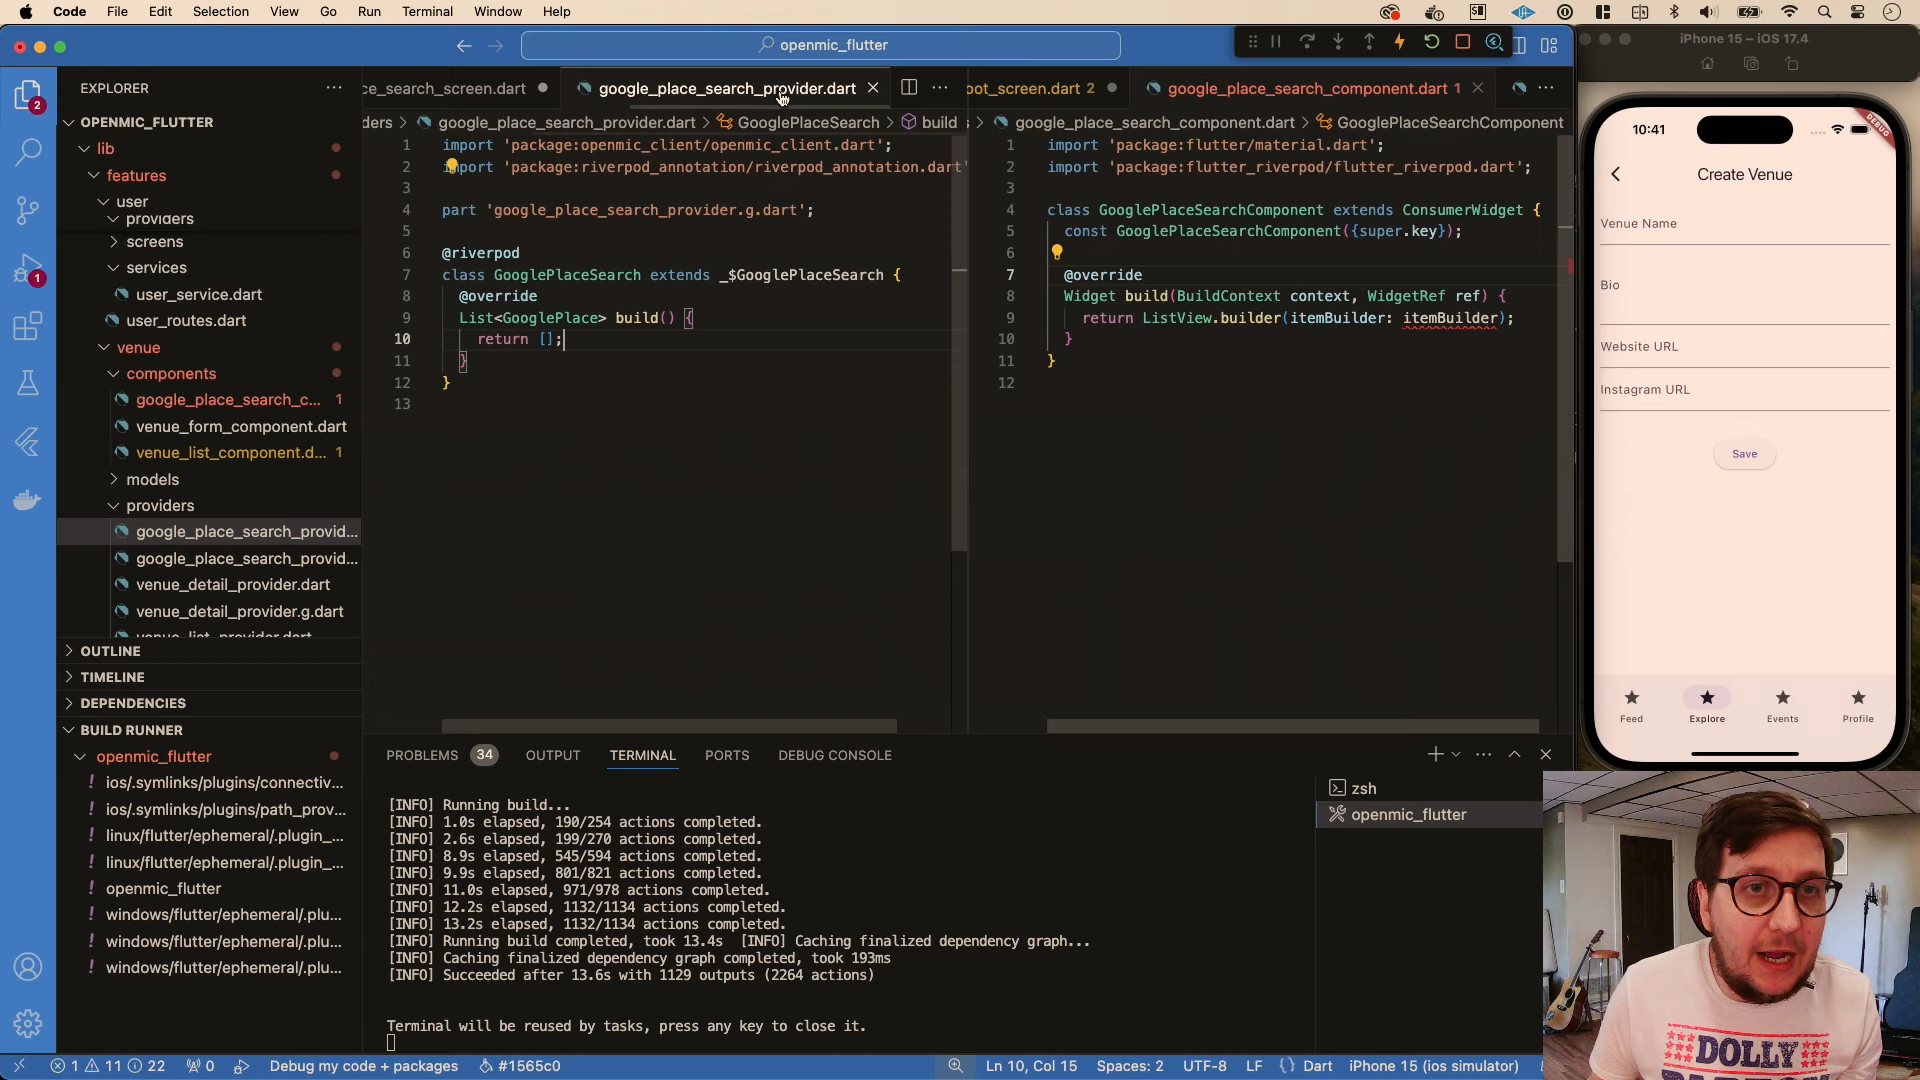 Code File Edit Selection View Go Run Terminal Window Help
openmic_flutter
iPhone 15 – iOS 17.4
EXPLORER
OPENMIC_FLUTTER
lib
features
user
providers
screens
services
user_service.dart
user_routes.dart
venue
components
google_place_search_c... 1
venue_form_component.dart
venue_list_component.d... 1
models
providers
google_place_search_provid...
google_place_search_provid...
venue_detail_provider.dart
venue_detail_provider.g.dart
venue_list_provider.dart
OUTLINE
TIMELINE
DEPENDENCIES
BUILD RUNNER
openmic_flutter
ios/.symlinks/plugins/connectiv...
ios/.symlinks/plugins/path_prov...
linux/flutter/ephemeral/.plugin_...
linux/flutter/ephemeral/.plugin_...
openmic_flutter
windows/flutter/ephemeral/.plu...
windows/flutter/ephemeral/.plu...
windows/flutter/ephemeral/.plu...
2
1
ce_search_screen.dart
google_place_search_provider.dart
ders > google_place_search_provider.dart > GooglePlaceSearch > build
1 import 'package:openmic_client/openmic_client.dart';
2 import 'package:riverpod_annotation/riverpod_annotation.dart'
3
4 part 'google_place_search_provider.g.dart';
5
6 @riverpod
7 class GooglePlaceSearch extends _$GooglePlaceSearch {
8 @override
9 List<GooglePlace> build() {
10 return [];
11 }
12 }
13
oot_screen.dart 2
google_place_search_component.dart 1
> google_place_search_component.dart > GooglePlaceSearchComponent
1 import 'package:flutter/material.dart';
2 import 'package:flutter_riverpod/flutter_riverpod.dart';
3
4 class GooglePlaceSearchComponent extends ConsumerWidget {
5 const GooglePlaceSearchComponent({super.key});
6
7 @override
8 Widget build(BuildContext context, WidgetRef ref) {
9 return ListView.builder(itemBuilder: itemBuilder);
10 }
11 }
12
PROBLEMS 34 OUTPUT TERMINAL PORTS DEBUG CONSOLE
[INFO] Running build...
[INFO] 1.0s elapsed, 190/254 actions completed.
[INFO] 2.6s elapsed, 199/270 actions completed.
[INFO] 8.9s elapsed, 545/594 actions completed.
[INFO] 9.9s elapsed, 801/821 actions completed.
[INFO] 11.0s elapsed, 971/978 actions completed.
[INFO] 12.2s elapsed, 1132/1134 actions completed.
[INFO] 13.2s elapsed, 1132/1134 actions completed.
[INFO] Running build completed, took 13.4s [INFO] Caching finalized dependency graph...
[INFO] Caching finalized dependency graph completed, took 193ms
[INFO] Succeeded after 13.6s with 1129 outputs (2264 actions)
Terminal will be reused by tasks, press any key to close it.
zsh
openmic_flutter
10:41
DEBUG
Create Venue
Venue Name
Bio
Website URL
Instagram URL
Save
Feed Explore Events Profile
DOLLY
1 11 22 0 Debug my code + packages #1565c0 Ln 10, Col 15 Spaces: 2 UTF-8 LF {} Dart iPhone 15 (ios simulator)